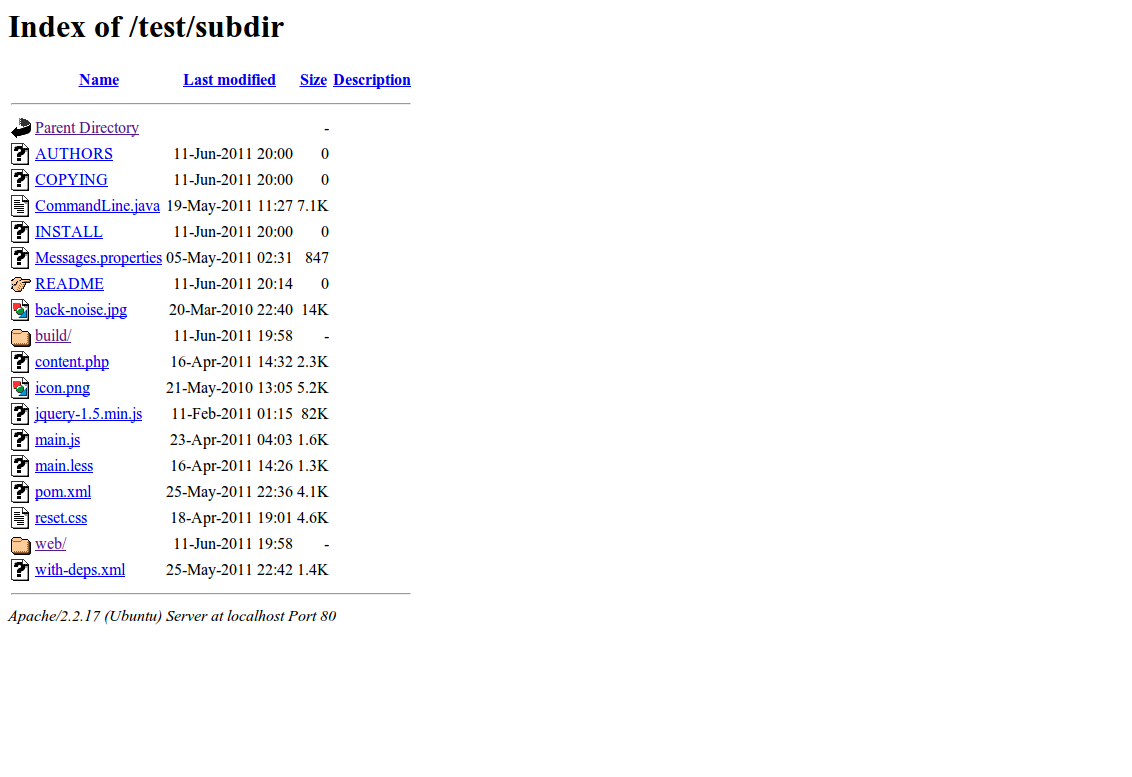 Index of /test/subdir
Name Last modified Size Description
Parent Directory -
AUTHORS 11-Jun-2011 20:00 0
COPYING 11-Jun-2011 20:00 0
CommandLine.java 19-May-2011 11:27 7.1K
INSTALL 11-Jun-2011 20:00 0
Messages.properties 05-May-2011 02:31 847
README 11-Jun-2011 20:14 0
back-noise.jpg 20-Mar-2010 22:40 14K
build/ 11-Jun-2011 19:58 -
content.php 16-Apr-2011 14:32 2.3K
icon.png 21-May-2010 13:05 5.2K
jquery-1.5.min.js 11-Feb-2011 01:15 82K
main.js 23-Apr-2011 04:03 1.6K
main.less 16-Apr-2011 14:26 1.3K
pom.xml 25-May-2011 22:36 4.1K
reset.css 18-Apr-2011 19:01 4.6K
web/ 11-Jun-2011 19:58 -
with-deps.xml 25-May-2011 22:42 1.4K
Apache/2.2.17 (Ubuntu) Server at localhost Port 80